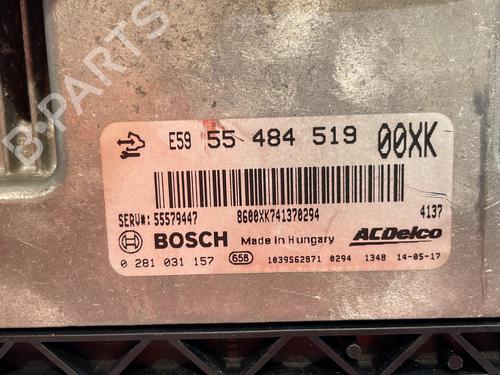 B-PARTS
E59 55 484 519 00XK
SERV#: 55579447 8600XK741370294 4137
BOSCH Made in Hungary ACDelco
0 281 031 157 658 1039S62871 0294 1348 14-05-17